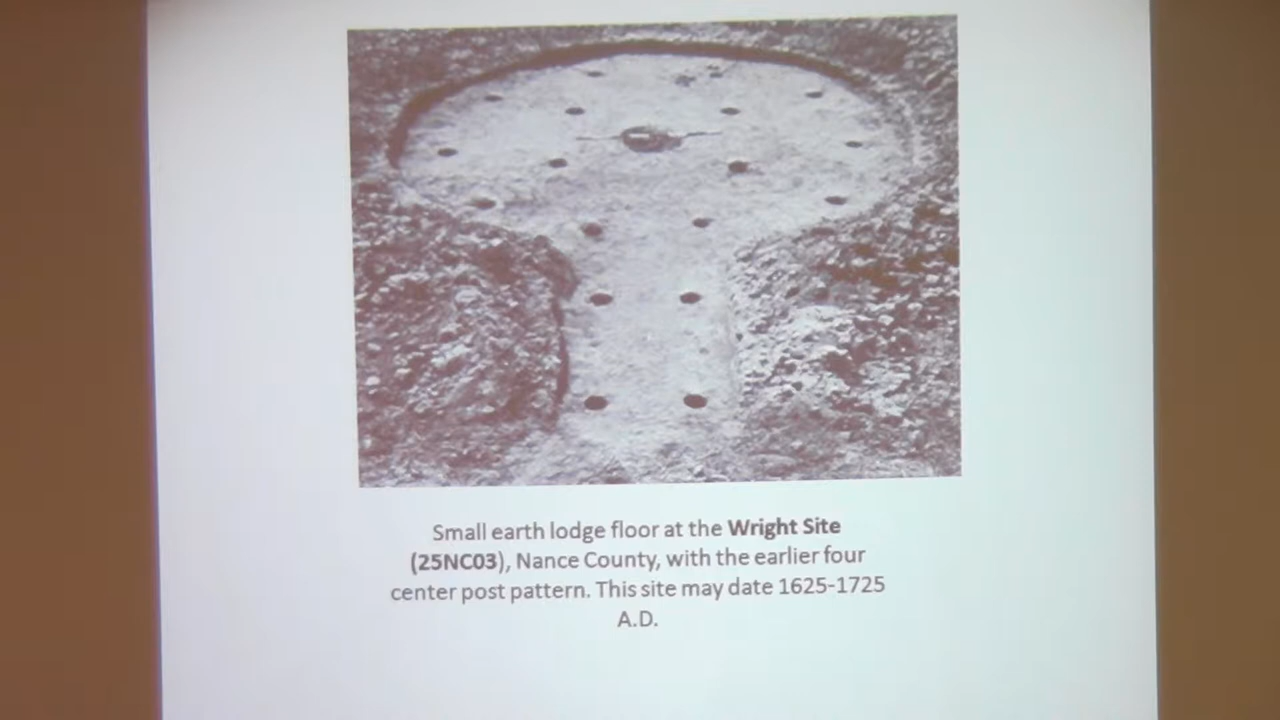 Small earth lodge floor at the Wright Site
(25NC03), Nance County, with the earlier four
center post pattern. This site may date 1625-1725
A.D.